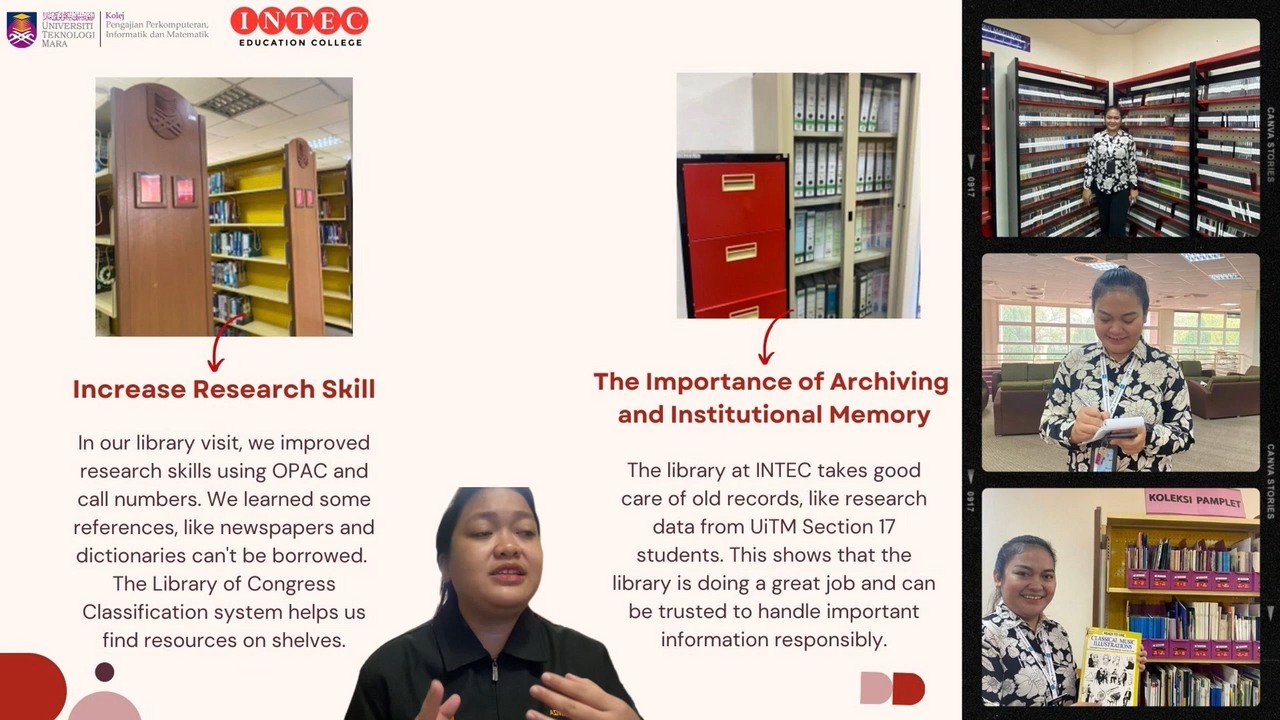 UNIVERSITI
TEKNOLOGI
MARA
Kolej
Pengajian Perkomputeran,
Informatik dan Matematik
INTEC
EDUCATION COLLEGE
Increase Research Skill
In our library visit, we improved
research skills using OPAC and
call numbers. We learned some
references, like newspapers and
dictionaries can't be borrowed.
The Library of Congress
Classification system helps us
find resources on shelves.
The Importance of Archiving
and Institutional Memory
The library at INTEC takes good
care of old records, like research
data from UiTM Section 17
students. This shows that the
library is doing a great job and can
be trusted to handle important
information responsibly.
CANVA STORIES
0917
CANVA STORIES
0917
KOLEKSI PAMPLET
CLASSICAL MUSIC
ILLUSTRATIONS